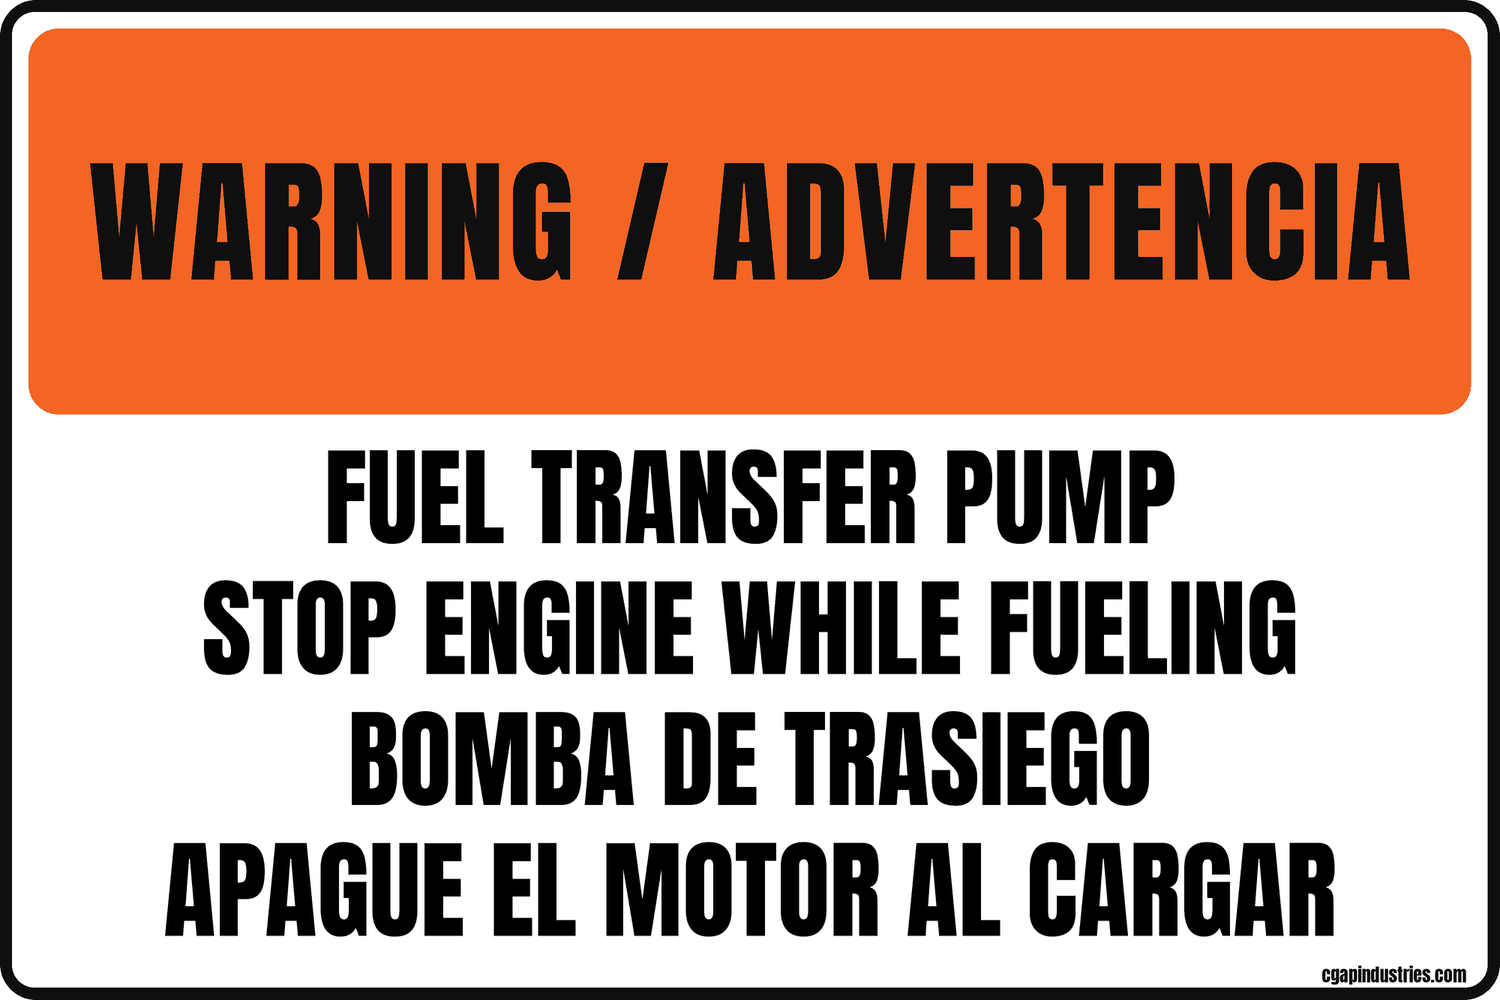 WARNING / ADVERTENCIA
FUEL TRANSFER PUMP
STOP ENGINE WHILE FUELING
BOMBA DE TRASIEGO
APAGUE EL MOTOR AL CARGAR
cgapindustries.com